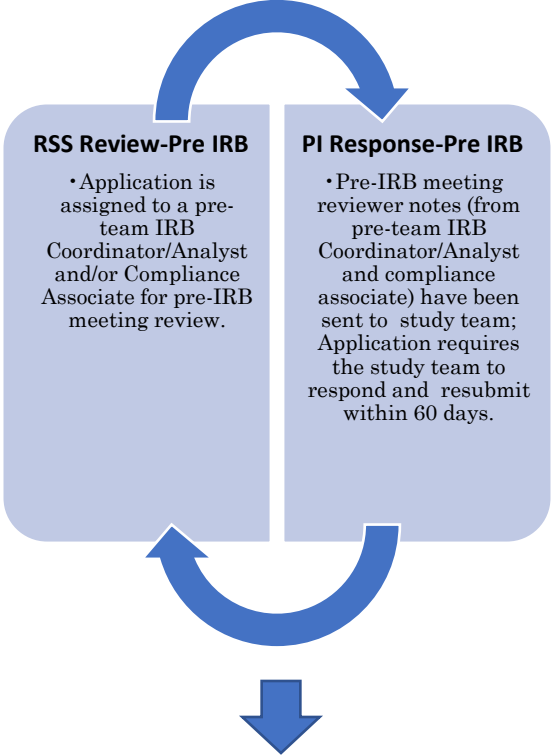 RSS Review-Pre IRB
•Application is
assigned to a pre-
team IRB
Coordinator/Analyst
and/or Compliance
Associate for pre-IRB
meeting review.
PI Response-Pre IRB
•Pre-IRB meeting
reviewer notes (from
pre-team IRB
Coordinator/Analyst
and compliance
associate) have been
sent to study team;
Application requires
the study team to
respond and resubmit
within 60 days.